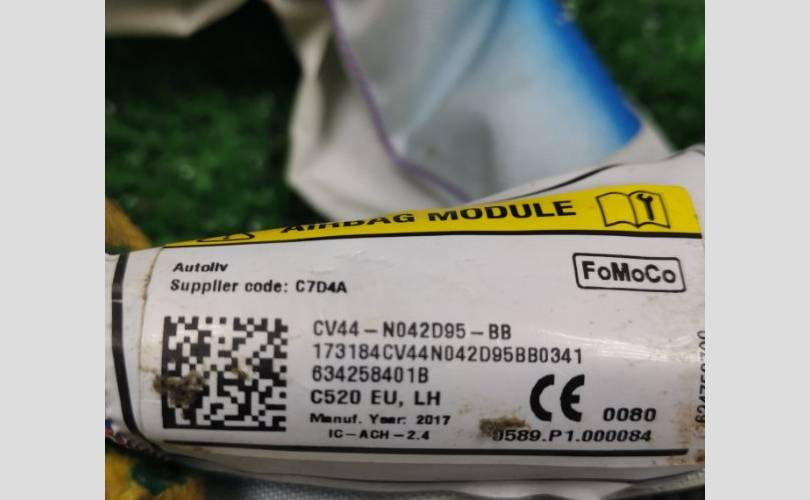 AIRBAG MODULE
Autoliv
Supplier code: C7D4A
FoMoCo
CV44-N042D95-BB
173184CV44N042D95BB0341
634258401B
C520 EU, LH
Manuf. Year: 2017
IC-ACH-2.4
CE 0080
0589.P1.000084